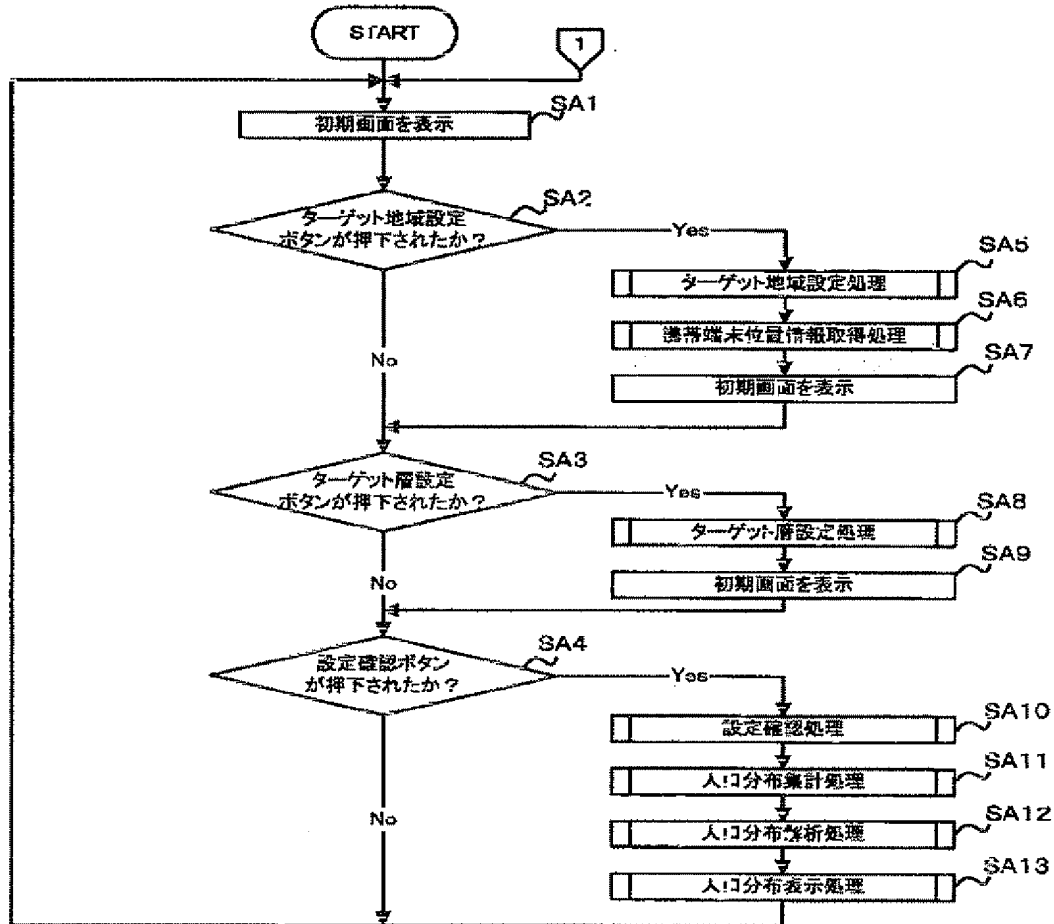 START
1
SA1
初期画面を表示
SA2
ターゲット地域設定
ボタンが押下されたか？
Yes
SA5
ターゲット地域設定処理
SA6
携帯端末位置情報取得処理
SA7
No
初期画面を表示
SA3
ターゲット層設定
ボタンが押下されたか？
Yes
SA8
ターゲット層設定処理
SA9
No
初期画面を表示
SA4
設定確認ボタン
が押下されたか？
Yes
SA10
設定確認処理
SA11
人口分布集計処理
No
SA12
人口分布解析処理
SA13
人口分布表示処理